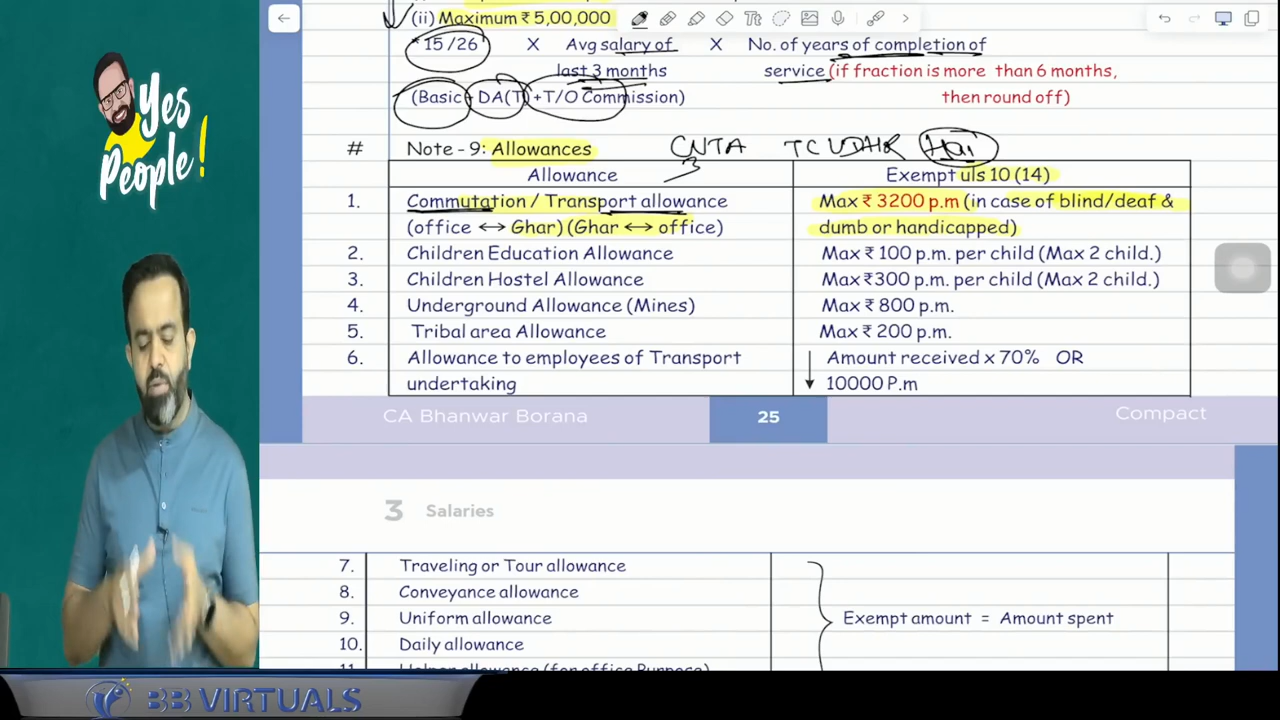 (ii) Maximum ₹ 5,00,000
* 15/26 X Avg salary of X No. of years of completion of
last 3 months service (if fraction is more than 6 months,
(Basic + DA(T) + T/O Commission) then round off)
# Note - 9: Allowances TCUDHR Hai
Allowance Exempt u/s 10 (14)
1. Commutation / Transport allowance Max ₹ 3200 p.m (in case of blind/deaf &
(office ↔ Ghar) (Ghar ↔ office) dumb or handicapped)
2. Children Education Allowance Max ₹ 100 p.m. per child (Max 2 child.)
3. Children Hostel Allowance Max ₹300 p.m. per child (Max 2 child.)
4. Underground Allowance (Mines) Max ₹ 800 p.m.
5. Tribal area Allowance Max ₹ 200 p.m.
6. Allowance to employees of Transport Amount received x 70% OR
undertaking 10000 P.m
CA Bhanwar Borana 25 Compact
3 Salaries
7. Traveling or Tour allowance
8. Conveyance allowance
9. Uniform allowance Exempt amount = Amount spent
10. Daily allowance
11. Helper allowance (for office Purpose)
Yes
People!
BB VIRTUALS